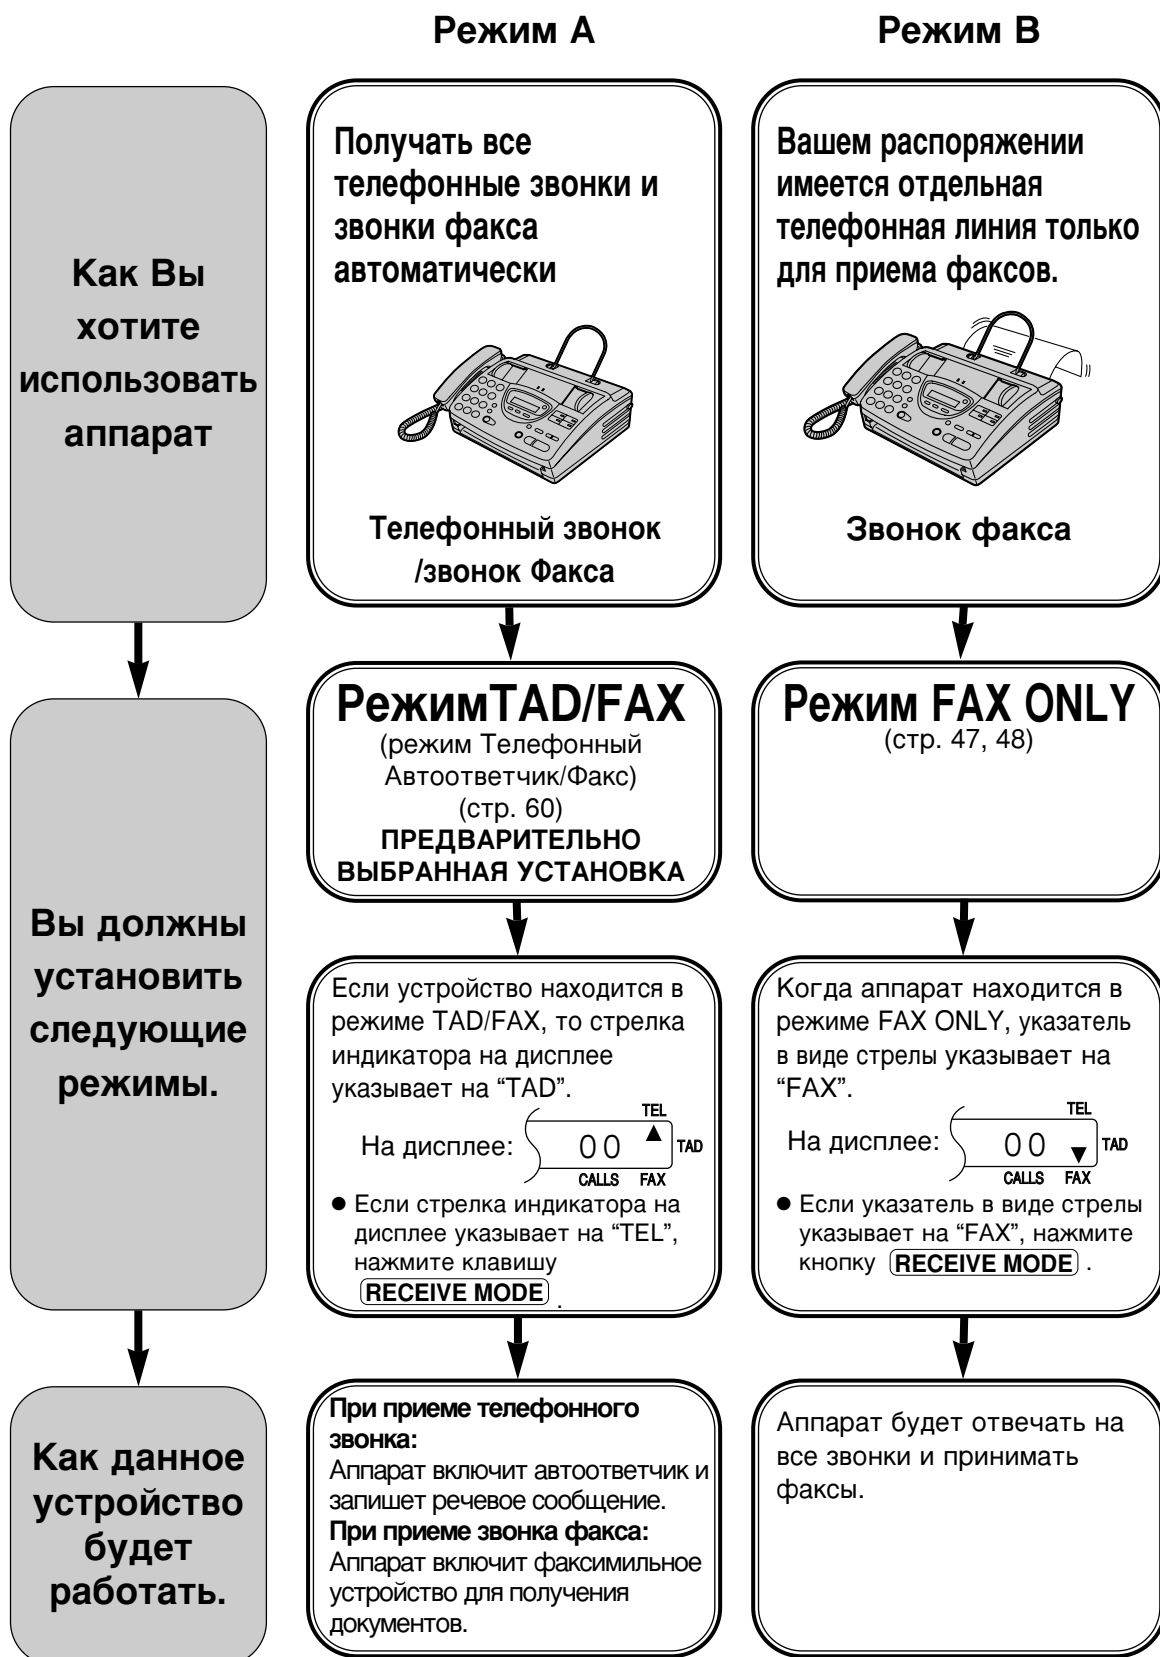 Режим A
Режим B
Как Вы
хотите
использовать
аппарат
Получать все
телефонные звонки и
звонки факса
автоматически
Телефонный звонок
/звонок Факса
Вашем распоряжении
имеется отдельная
телефонная линия только
для приема факсов.
Звонок факса
Вы должны
установить
следующие
режимы.
РежимTAD/FAX
(режим Телефонный
Автоответчик/Факс)
(стр. 60)
ПРЕДВАРИТЕЛЬНО
ВЫБРАННАЯ УСТАНОВКА
Режим FAX ONLY
(стр. 47, 48)
Если устройство находится в
режиме TAD/FAX, то стрелка
индикатора на дисплее
указывает на “TAD”.
TEL
На дисплее: 00 ▲ TAD
CALLS FAX
● Если стрелка индикатора на
дисплее указывает на “TEL”,
нажмите клавишу
RECEIVE MODE .
Когда аппарат находится в
режиме FAX ONLY, указатель
в виде стрелы указывает на
“FAX”.
TEL
На дисплее: 00 ▼ TAD
CALLS FAX
● Если указатель в виде стрелы
указывает на “FAX”, нажмите
кнопку RECEIVE MODE .
Как данное
устройство
будет
работать.
При приеме телефонного
звонка:
Аппарат включит автоответчик и
запишет речевое сообщение.
При приеме звонка факса:
Аппарат включит факсимильное
устройство для получения
документов.
Аппарат будет отвечать на
все звонки и принимать
факсы.